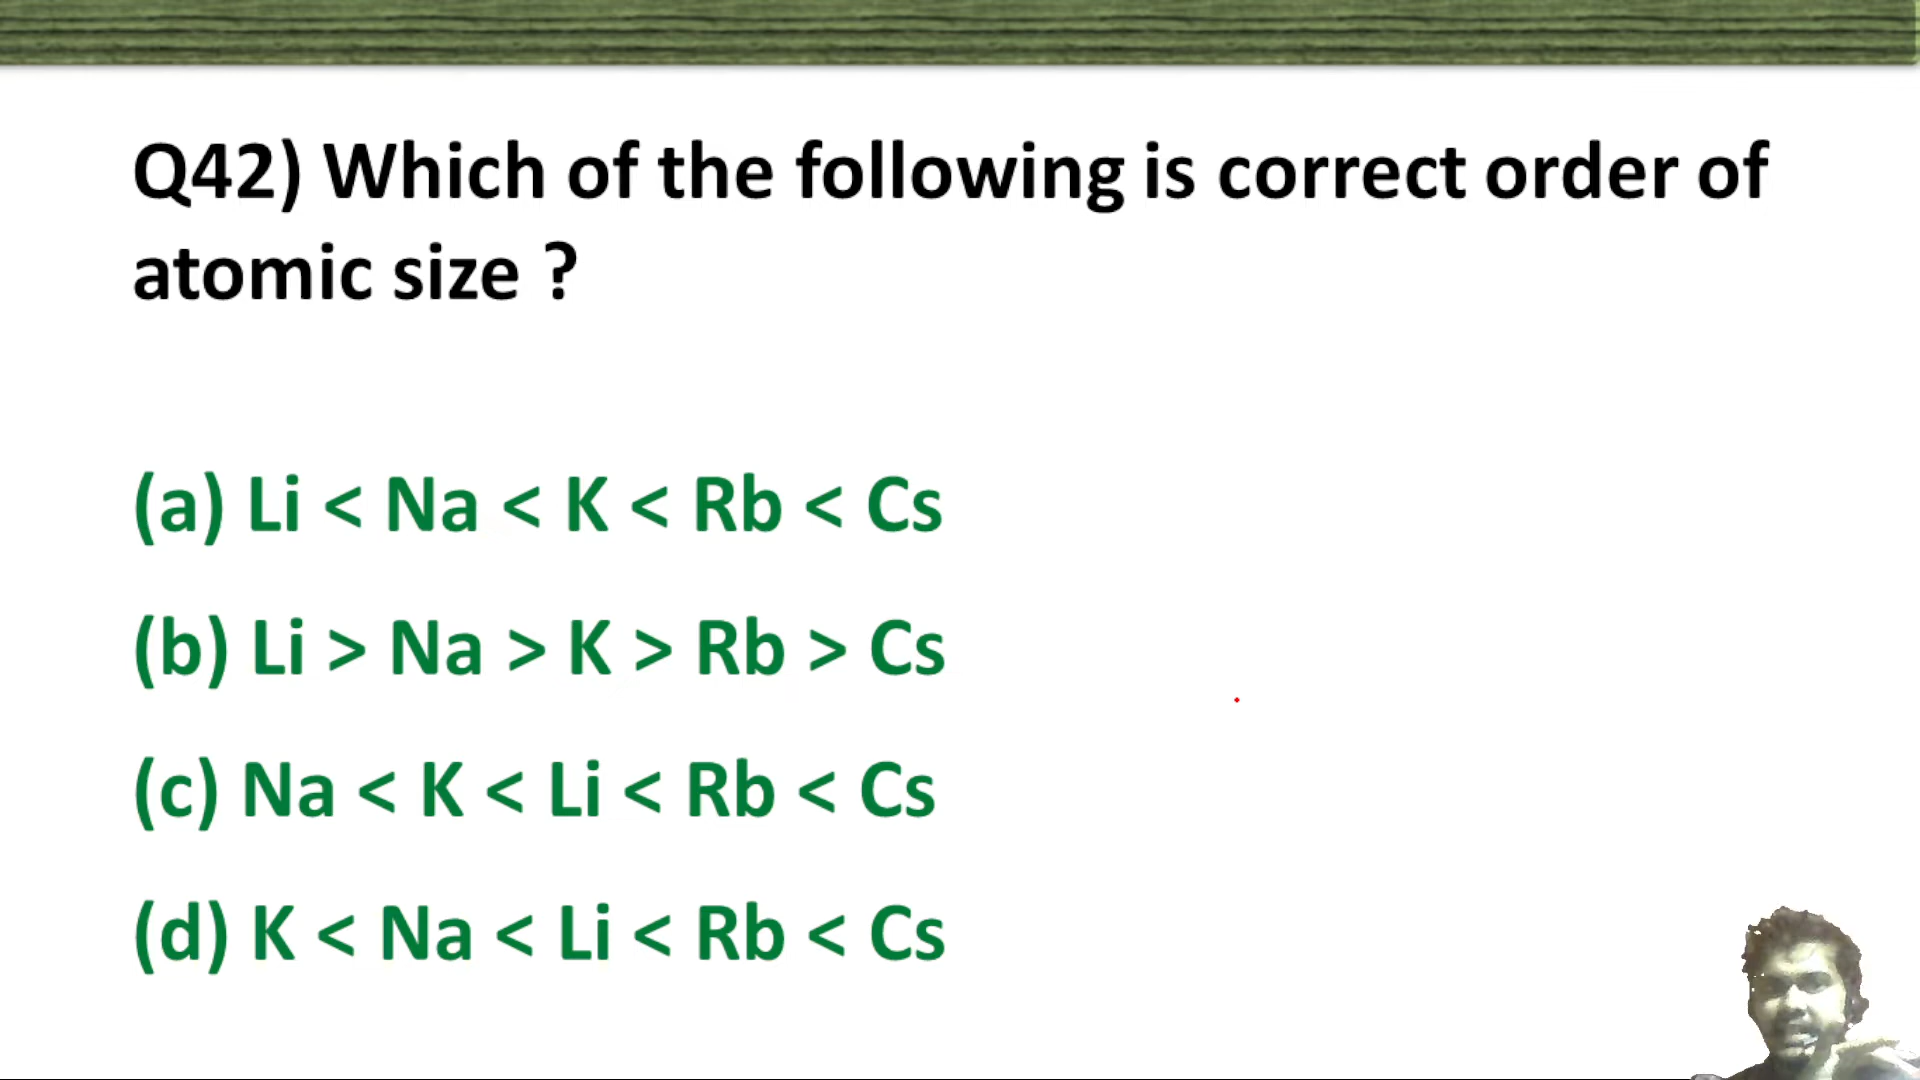 Q42) Which of the following is correct order of
atomic size ?
(a) Li < Na < K < Rb < Cs
(b) Li > Na > K > Rb > Cs
(c) Na < K < Li < Rb < Cs
(d) K < Na < Li < Rb < Cs